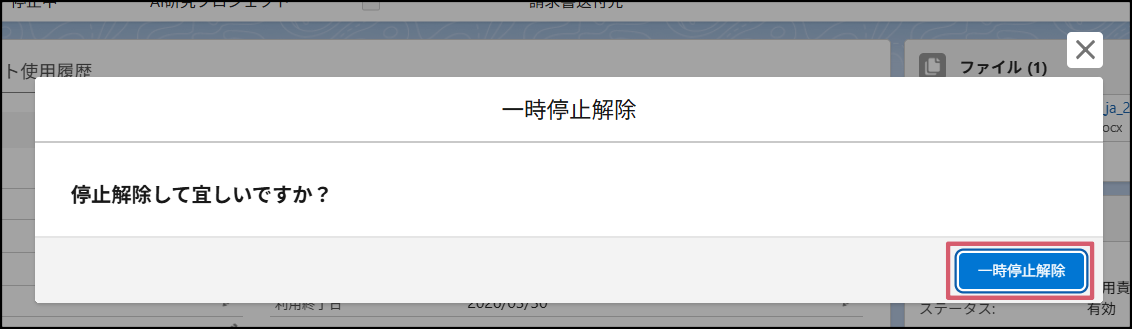 停止中 AI研究プロジェクト 請求書送付先
ト使用履歴
ファイル (1)
一時停止解除
_ja_2
ocx
停止解除して宜しいですか？
一時停止解除
利用終了日 2026/03/30
用責
ステータス: 有効